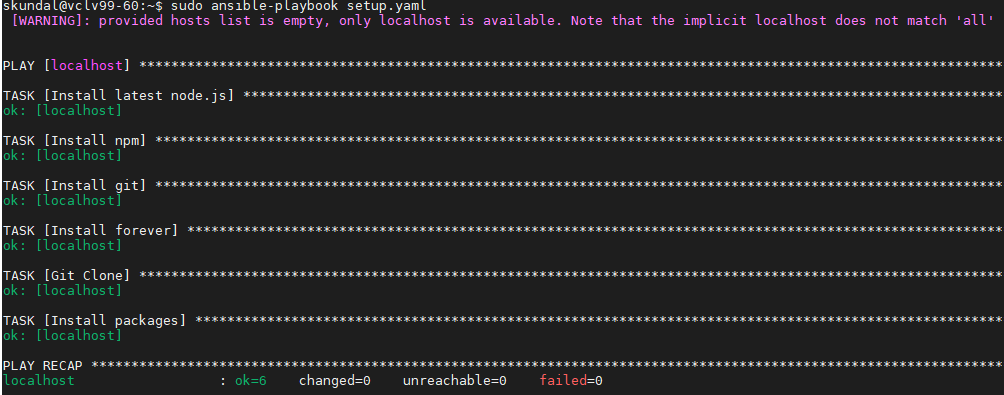 skundal@vclv99-60:~$ sudo ansible-playbook setup.yaml
 [WARNING]: provided hosts list is empty, only localhost is available. Note that the implicit localhost does not match 'all'
PLAY [localhost] ************************************************************************************************************
TASK [Install latest node.js] ***********************************************************************************************
ok: [localhost]
TASK [Install npm] **********************************************************************************************************
ok: [localhost]
TASK [Install git] **********************************************************************************************************
ok: [localhost]
TASK [Install forever] ******************************************************************************************************
ok: [localhost]
TASK [Git Clone] ************************************************************************************************************
ok: [localhost]
TASK [Install packages] *****************************************************************************************************
ok: [localhost]
PLAY RECAP ******************************************************************************************************************
localhost                  : ok=6    changed=0    unreachable=0    failed=0